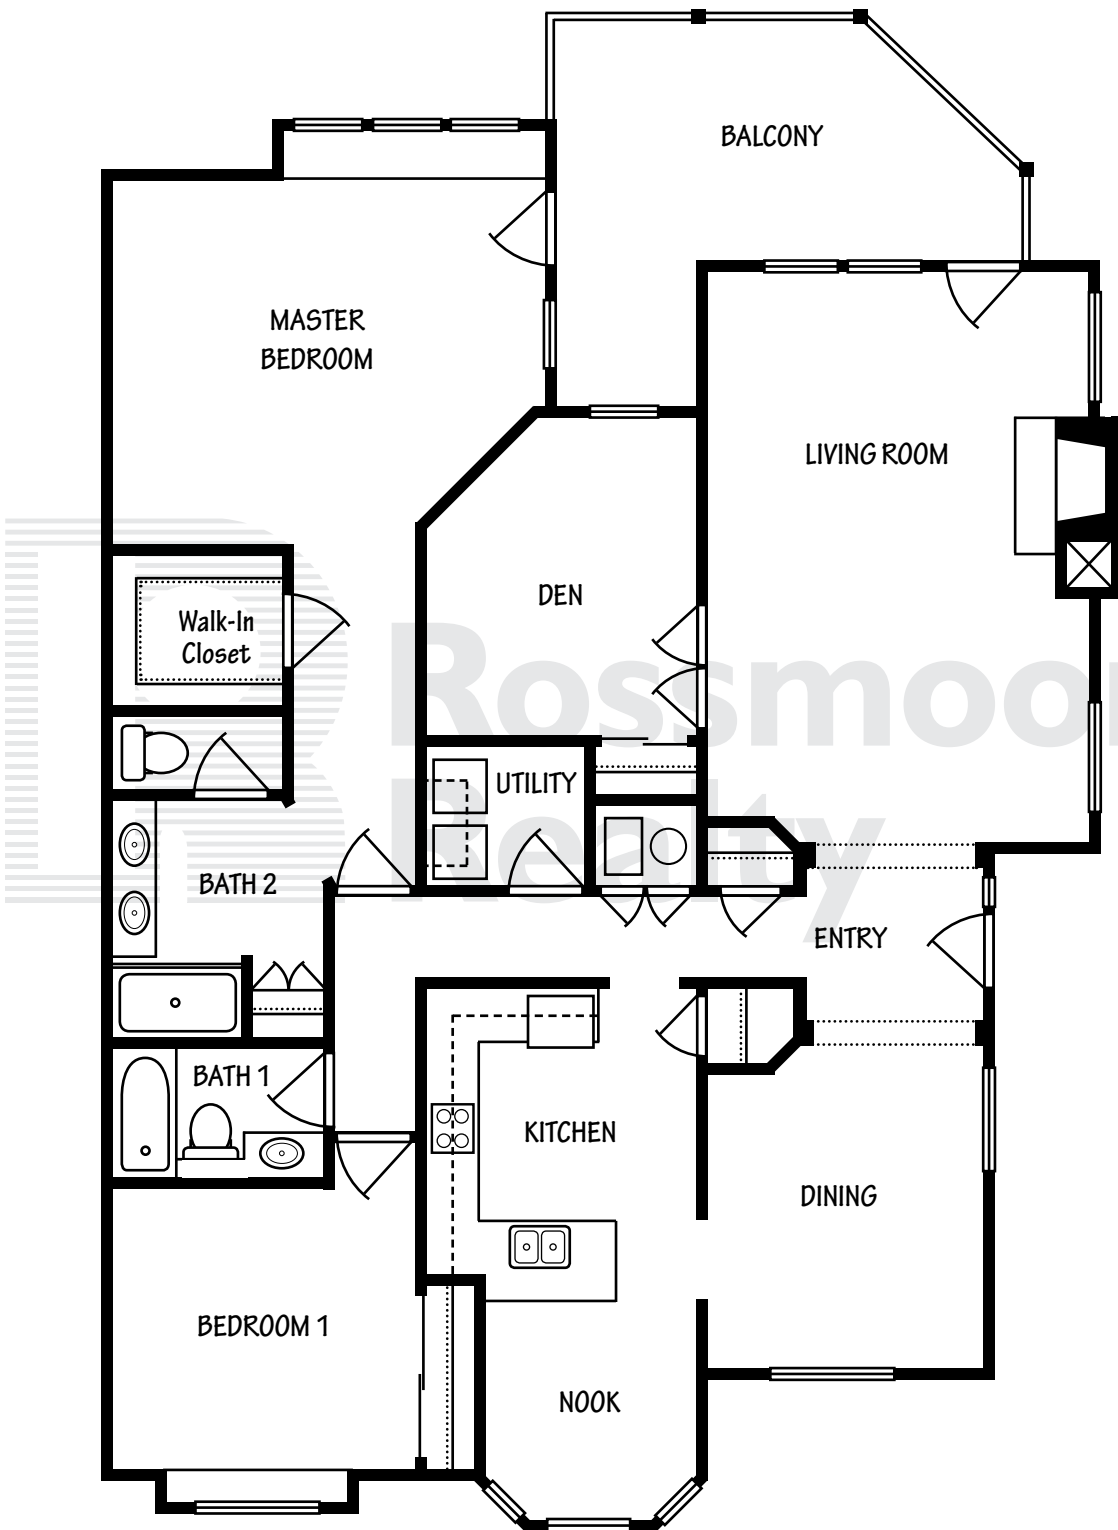 BALCONY
MASTER
BEDROOM
LIVING ROOM
DEN
Walk-In
Closet
Rossmoor
Realty
UTILITY
BATH 2
ENTRY
BATH 1
KITCHEN
DINING
BEDROOM 1
NOOK